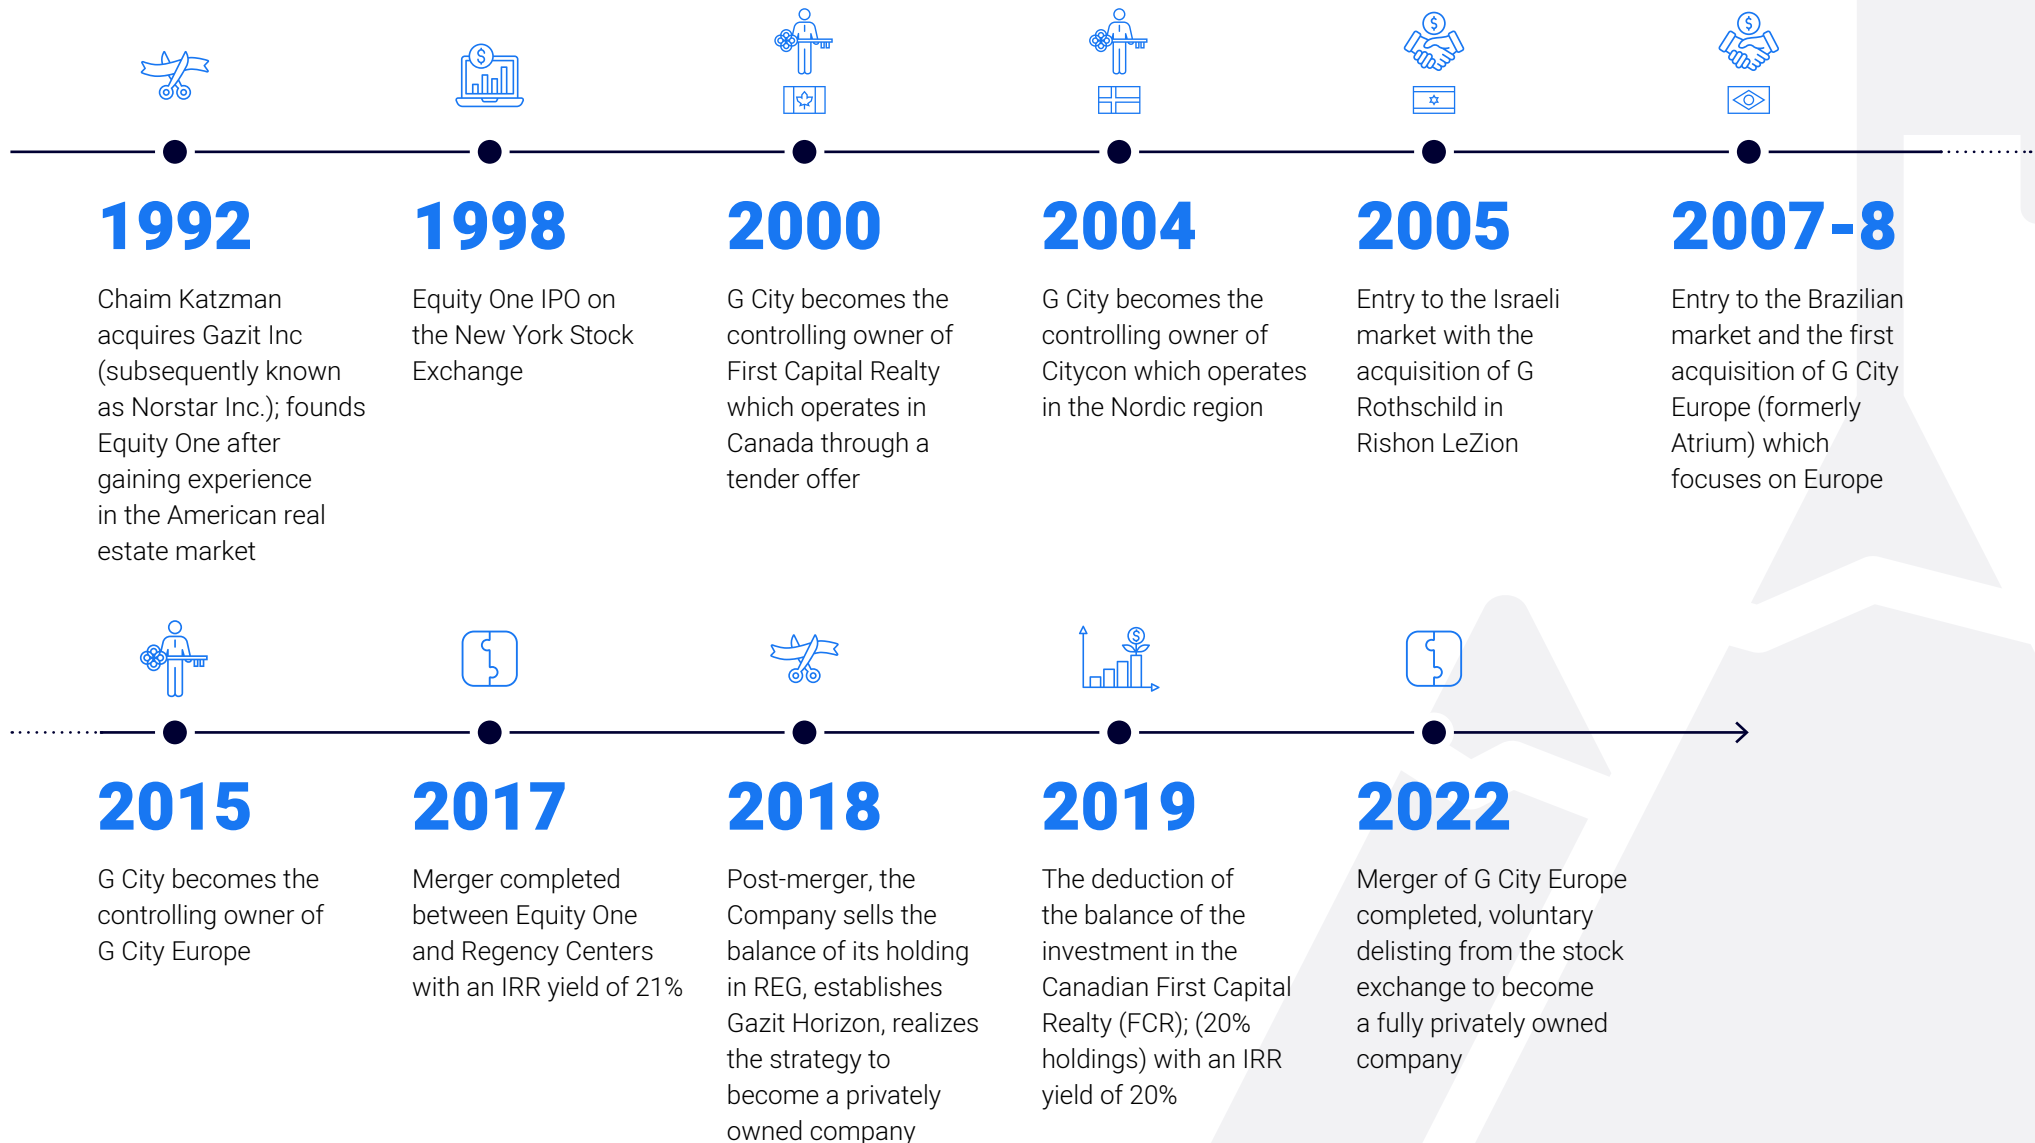 1992
Chaim Katzman
acquires Gazit Inc
(subsequently known
as Norstar Inc.); founds
Equity One after
gaining experience
in the American real
estate market
1998
Equity One IPO on
the New York Stock
Exchange
2000
G City becomes the
controlling owner of
First Capital Realty
which operates in
Canada through a
tender offer
2004
G City becomes the
controlling owner of
Citycon which operates
in the Nordic region
2005
Entry to the Israeli
market with the
acquisition of G
Rothschild in
Rishon LeZion
2007-8
Entry to the Brazilian
market and the first
acquisition of G City
Europe (formerly
Atrium) which
focuses on Europe
2015
G City becomes the
controlling owner of
G City Europe
2017
Merger completed
between Equity One
and Regency Centers
with an IRR yield of 21%
2018
Post-merger, the
Company sells the
balance of its holding
in REG, establishes
Gazit Horizon, realizes
the strategy to
become a privately
owned company
2019
The deduction of
the balance of the
investment in the
Canadian First Capital
Realty (FCR); (20%
holdings) with an IRR
yield of 20%
2022
Merger of G City Europe
completed, voluntary
delisting from the stock
exchange to become
a fully privately owned
company